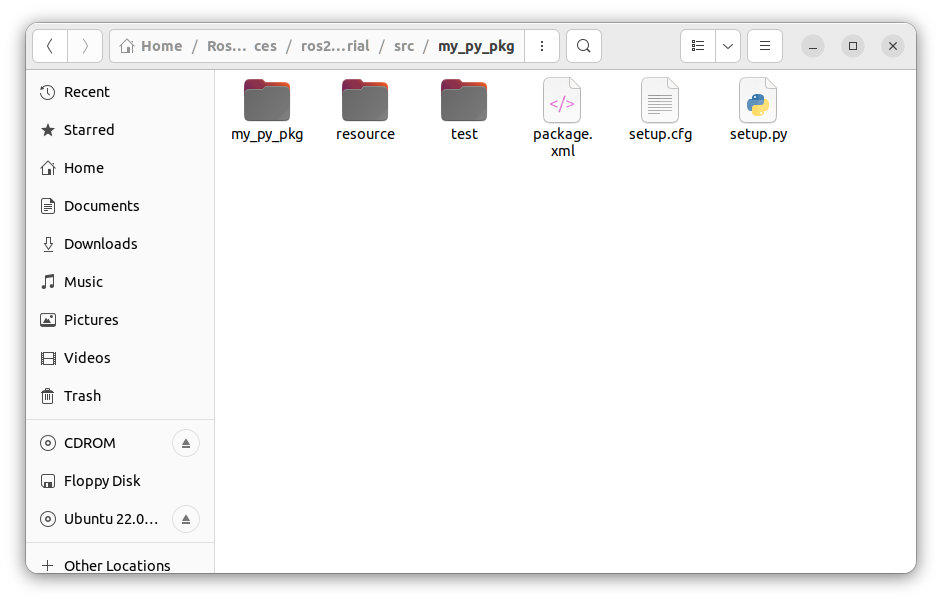 Home / Ros… ces / ros2…rial / src / my_py_pkg
Recent
Starred
Home
Documents
Downloads
Music
Pictures
Videos
Trash
CDROM
Floppy Disk
Ubuntu 22.0…
Other Locations
my_py_pkg
resource
test
package.
xml
setup.cfg
setup.py